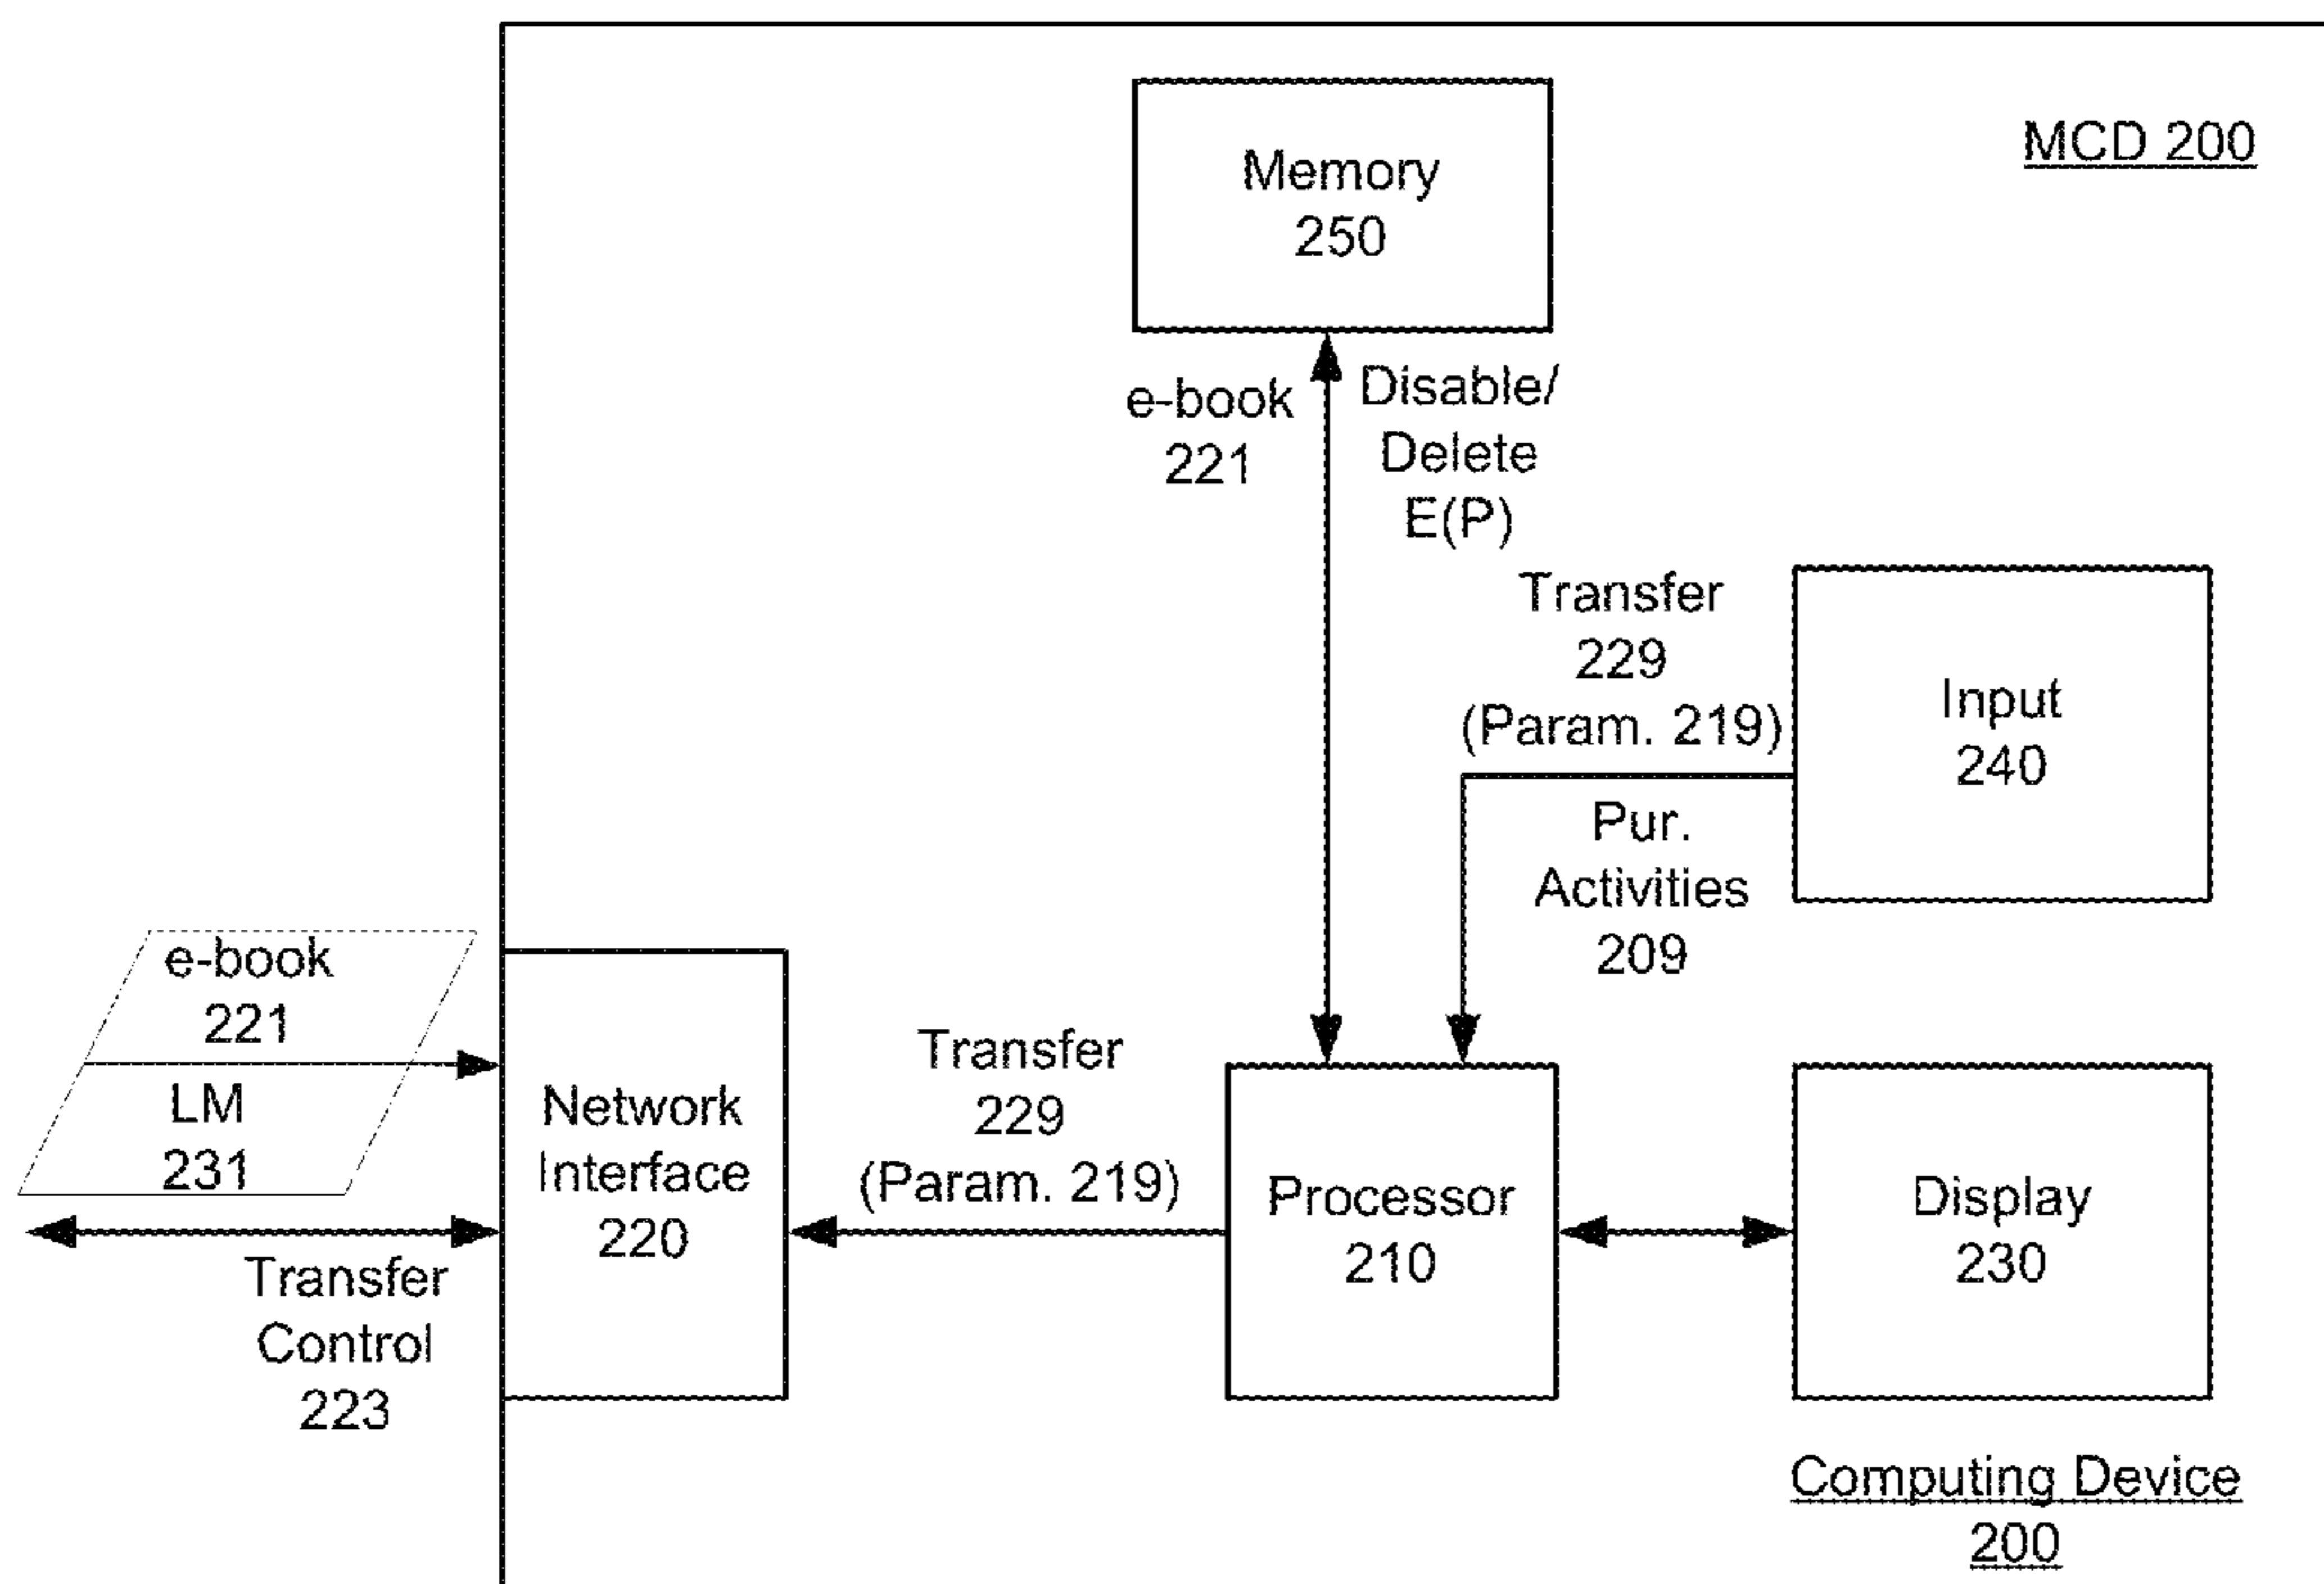 MCD 200
Memory
250
e-book
221
Disable/
Delete
E(P)
Transfer
229
(Param. 219)
Input
240
Pur.
Activities
209
e-book
221
LM
231
Transfer
Control
223
Network
Interface
220
Transfer
229
(Param. 219)
Processor
210
Display
230
Computing Device
200